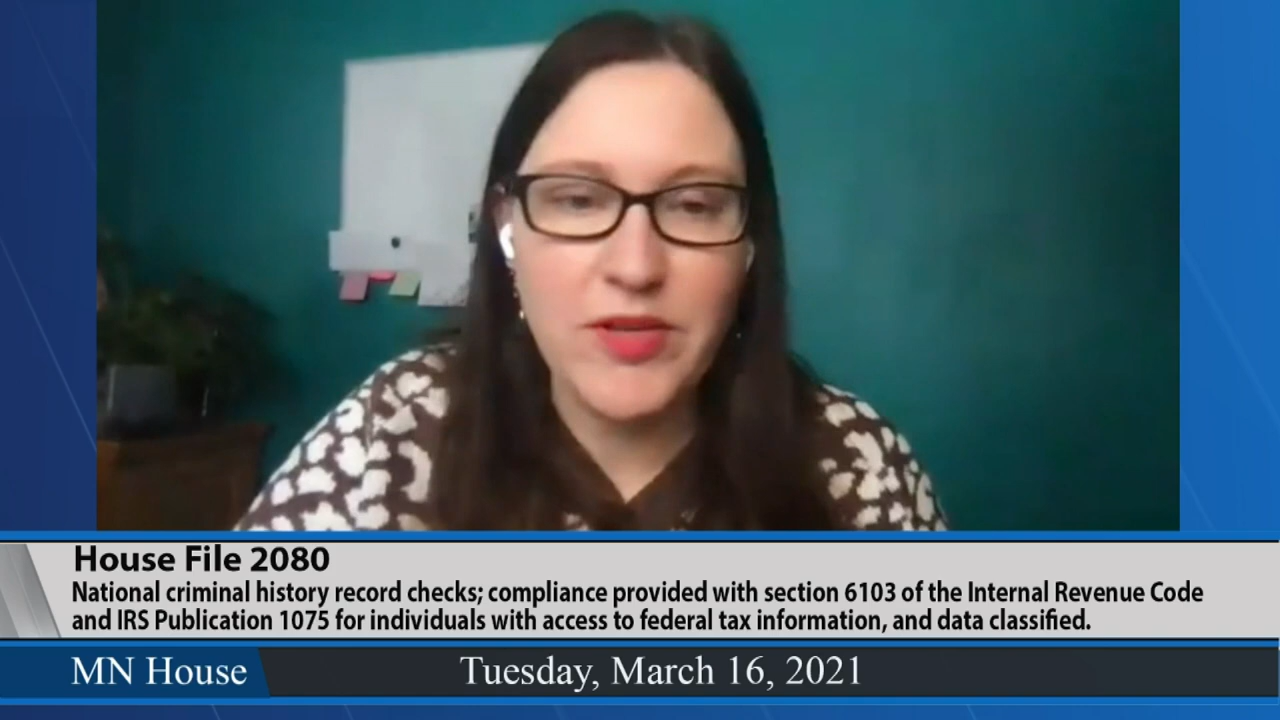 House File 2080
National criminal history record checks; compliance provided with section 6103 of the Internal Revenue Code
and IRS Publication 1075 for individuals with access to federal tax information, and data classified.
MN House
Tuesday, March 16, 2021